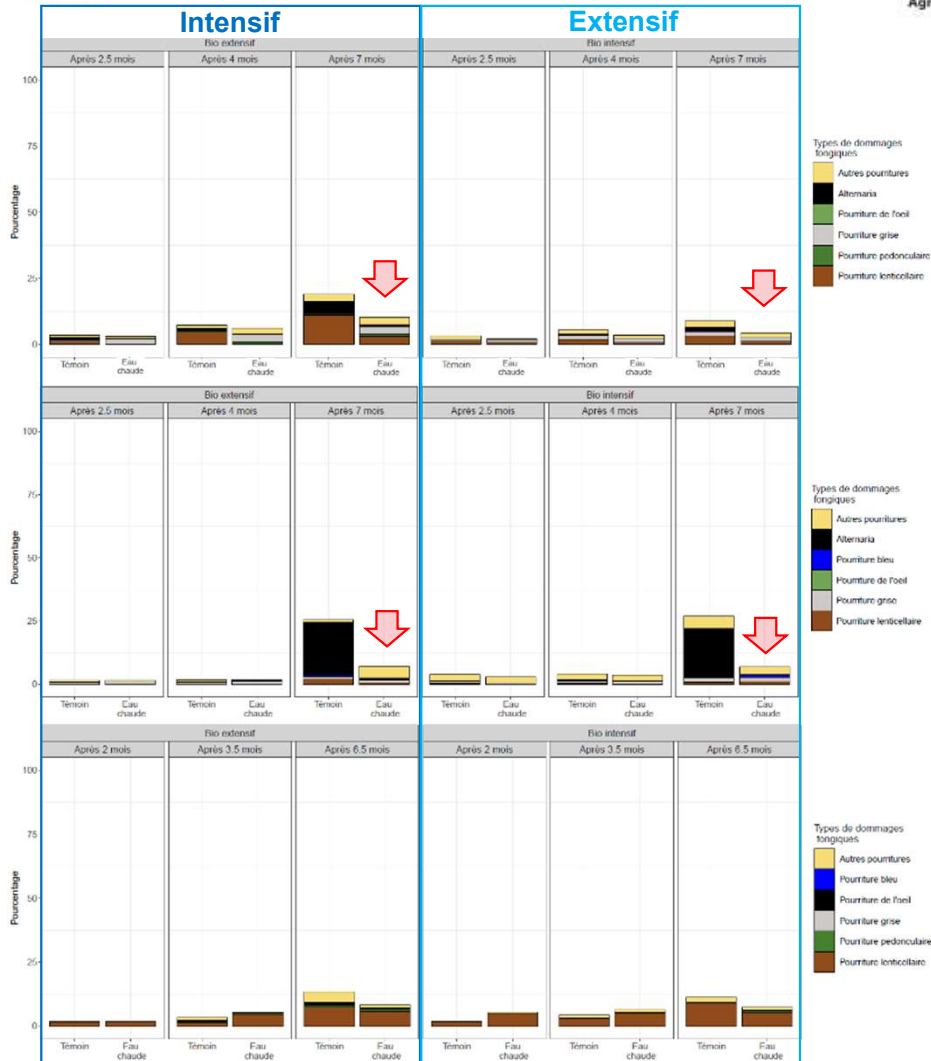 Agr
Intensif
Extensif
Bio extensif
Bio intensif
Après 2.5 mois
Après 4 mois
Après 7 mois
Après 2.5 mois
Après 4 mois
Après 7 mois
100
75
50
25
0
Pourcentage
Témoin
Eau chaude
Témoin
Eau chaude
Témoin
Eau chaude
Témoin
Eau chaude
Témoin
Eau chaude
Témoin
Eau chaude
Types de dommages
fongiques
Autres pourritures
Alternaria
Pourriture de l'oeil
Pourriture grise
Pourriture pedonculaire
Pourriture lenticellaire
Bio extensif
Bio intensif
Après 2.5 mois
Après 4 mois
Après 7 mois
Après 2.5 mois
Après 4 mois
Après 7 mois
100
75
50
25
0
Pourcentage
Témoin
Eau chaude
Témoin
Eau chaude
Témoin
Eau chaude
Témoin
Eau chaude
Témoin
Eau chaude
Témoin
Eau chaude
Types de dommages
fongiques
Autres pourritures
Alternaria
Pourriture bleu
Pourriture de l'oeil
Pourriture grise
Pourriture lenticellaire
Bio extensif
Bio intensif
Après 2 mois
Après 3.5 mois
Après 6.5 mois
Après 2 mois
Après 3.5 mois
Après 6.5 mois
100
75
50
25
0
Pourcentage
Témoin
Eau chaude
Témoin
Eau chaude
Témoin
Eau chaude
Témoin
Eau chaude
Témoin
Eau chaude
Témoin
Eau chaude
Types de dommages
fongiques
Autres pourritures
Pourriture bleu
Pourriture de l'oeil
Pourriture grise
Pourriture pedonculaire
Pourriture lenticellaire